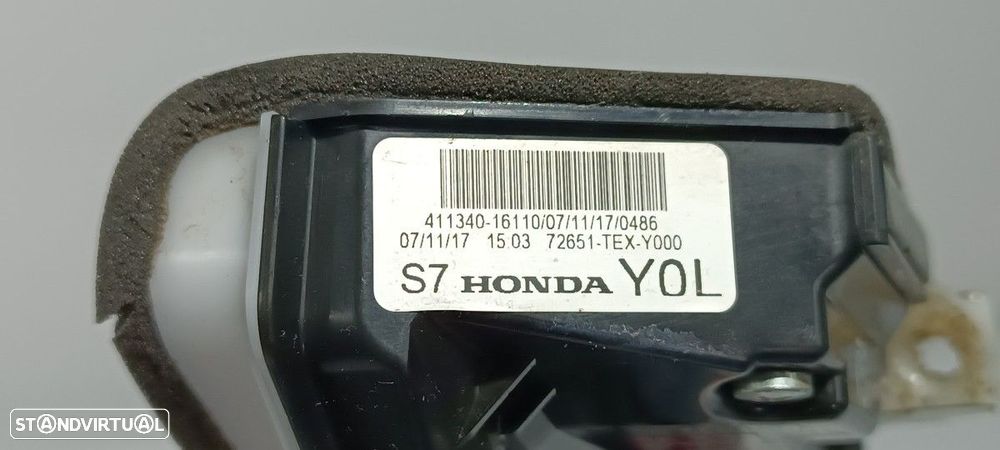 411340-16110/07/11/17/0486
07/11/17 15.03 72651-TEX-Y000
S7 HONDA Y0L
STANDVIRTUAL